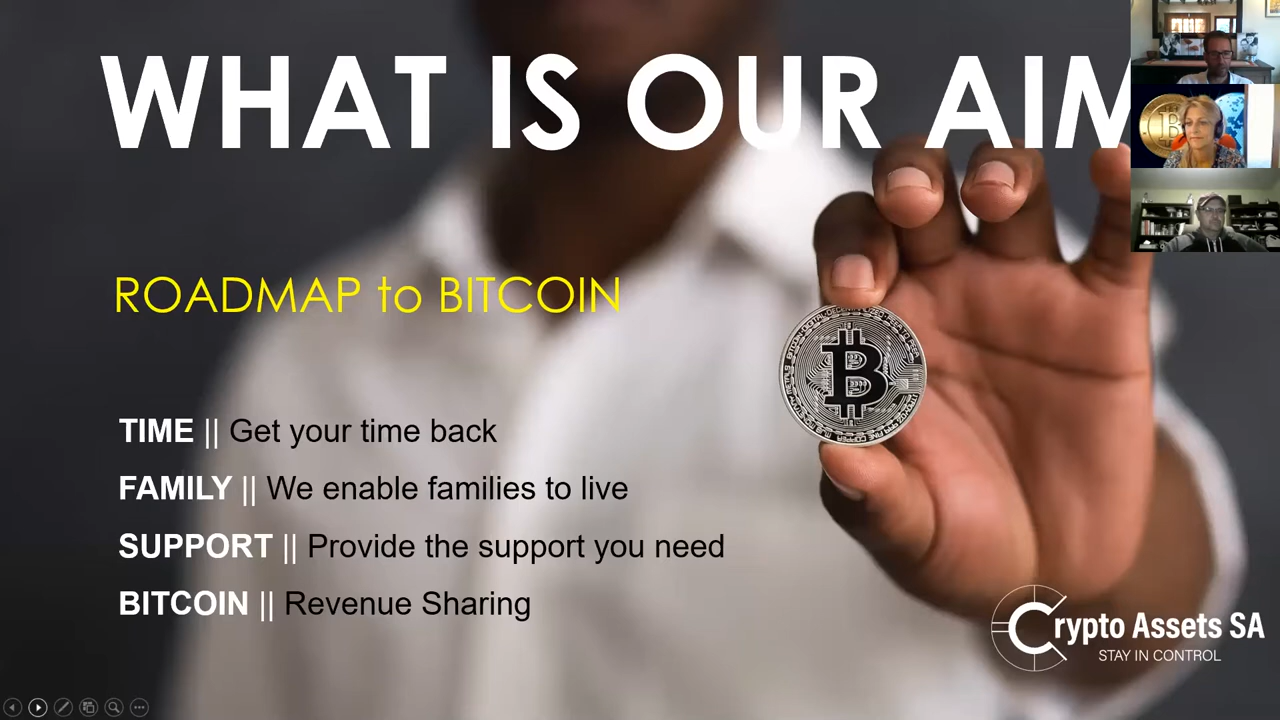 WHAT IS OUR AIM
ROADMAP to BITCOIN
TIME || Get your time back
FAMILY || We enable families to live
SUPPORT || Provide the support you need
BITCOIN || Revenue Sharing
Crypto Assets SA
STAY IN CONTROL